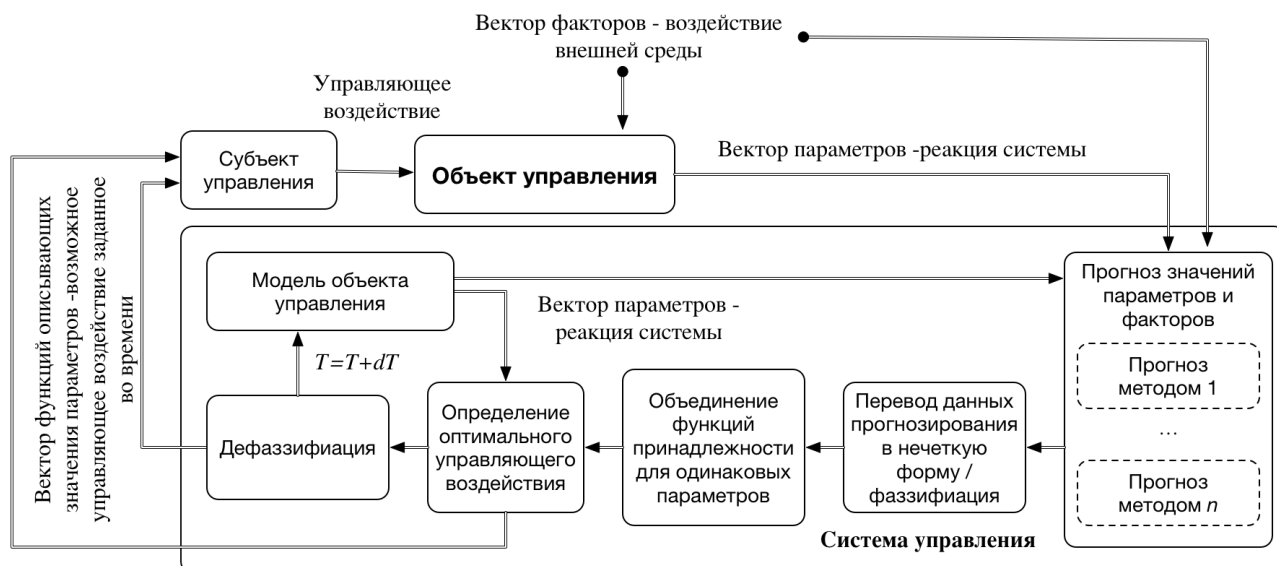 Вектор факторов - воздействие
внешней среды
Управляющее
воздействие
Субъект
управления
Объект управления
Вектор параметров -реакция системы
Вектор функций описывающих
значения параметров -возможное
управляющее воздействие заданное
во времени
Модель объекта
управления
Вектор параметров -
реакция системы
T=T+dT
Прогноз значений
параметров и
факторов
Прогноз
методом 1
...
Прогноз
методом n
Дефаззифиация
Определение
оптимального
управляющего
воздействия
Объединение
функций
принадлежности
для одинаковых
параметров
Перевод данных
прогнозирования
в нечеткую
форму /
фаззифиация
Система управления